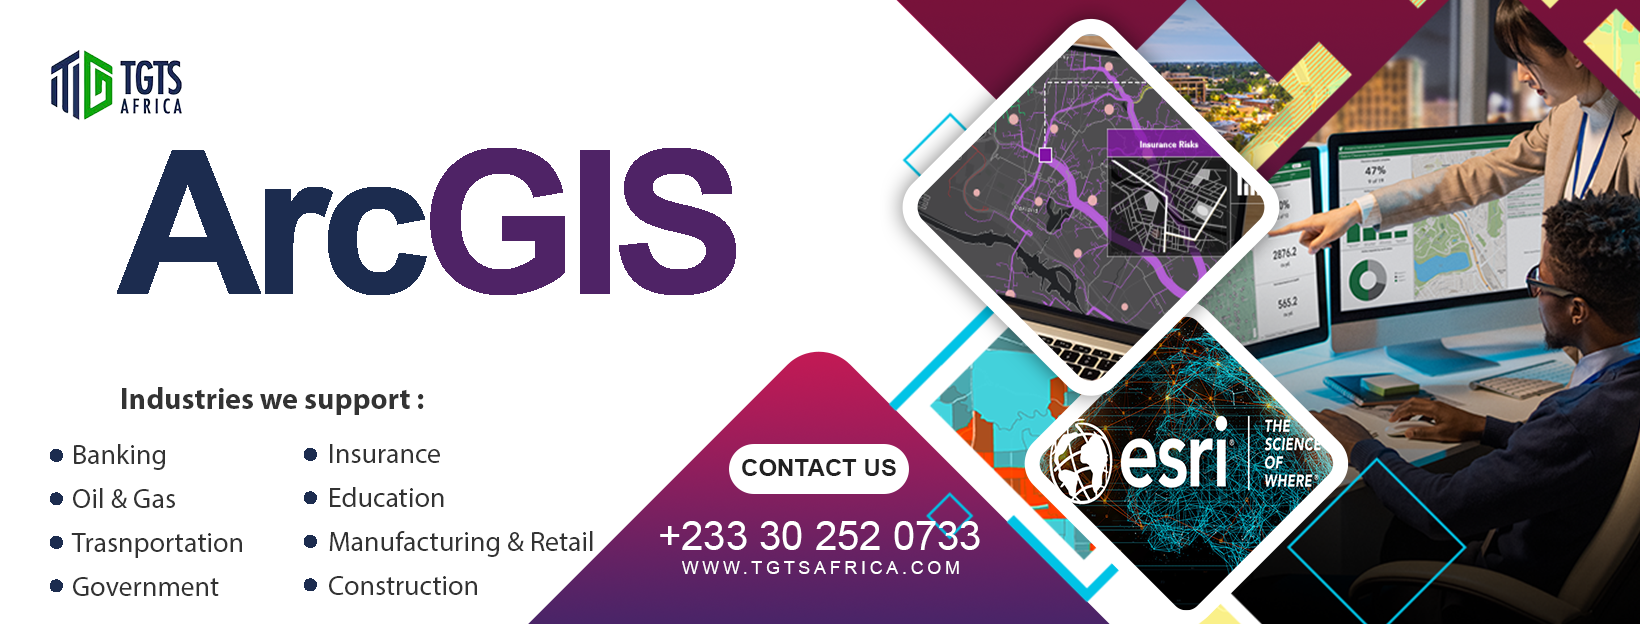 TGTS
AFRICA
ArcGIS
Industries we support :
Banking
Oil & Gas
Trasnportation
Government
Insurance
Education
Manufacturing & Retail
Construction
CONTACT US
+233 30 252 0733
WWW.TGTSAFRICA.COM
Insurance Risks
47%
2876.2
565.2
esri
THE
SCIENCE
OF
WHERE